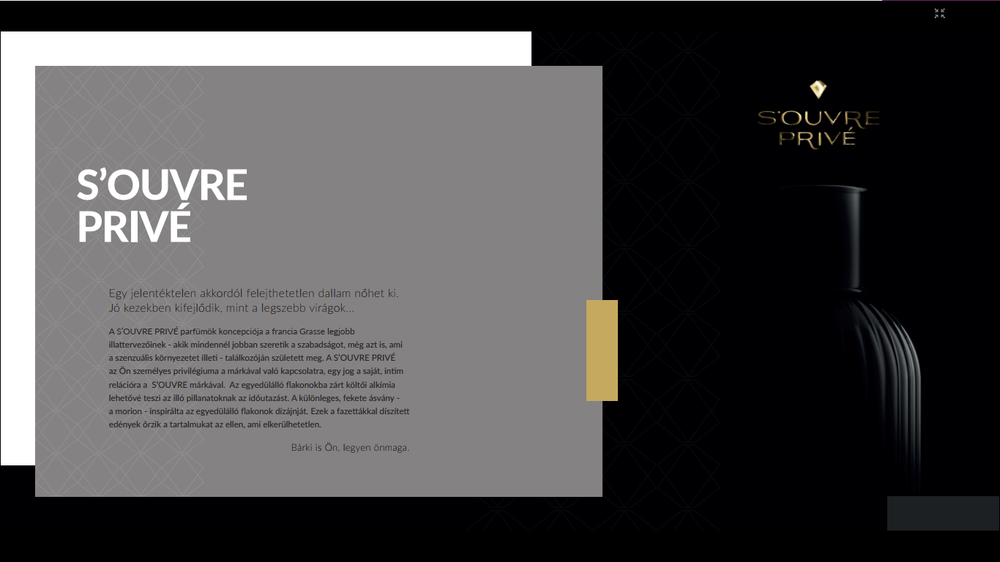 S'OUVRE
PRIVÉ
S’OUVRE
PRIVÉ
Egy jelentéktelen akkordól felejthetetlen dallam nőhet ki.
Jó kezekben kifejlődik, mint a legszebb virágok...
A S’OUVRE PRIVÉ parfümök koncepciója a francia Grasse legjobb
illattervezőinek - akik mindennél jobban szeretik a szabadságot, még azt is, ami
a szenzuális környezetet illeti - találkozóján született meg. A S’OUVRE PRIVÉ
az Ön személyes privilégiuma a márkával való kapcsolatra, egy jog a saját, intim
relációra a S’OUVRE márkával. Az egyedülálló flakonokba zárt költői alkímia
lehetővé teszi az illó pillanatoknak az időutazást. A különleges, fekete ásvány -
a morion - inspirálta az egyedülálló flakonok dízájnját. Ezek a fazettákkal díszített
edények őrzik a tartalmukat az ellen, ami elkerülhetetlen.
Bárki is Ön, legyen önmaga.